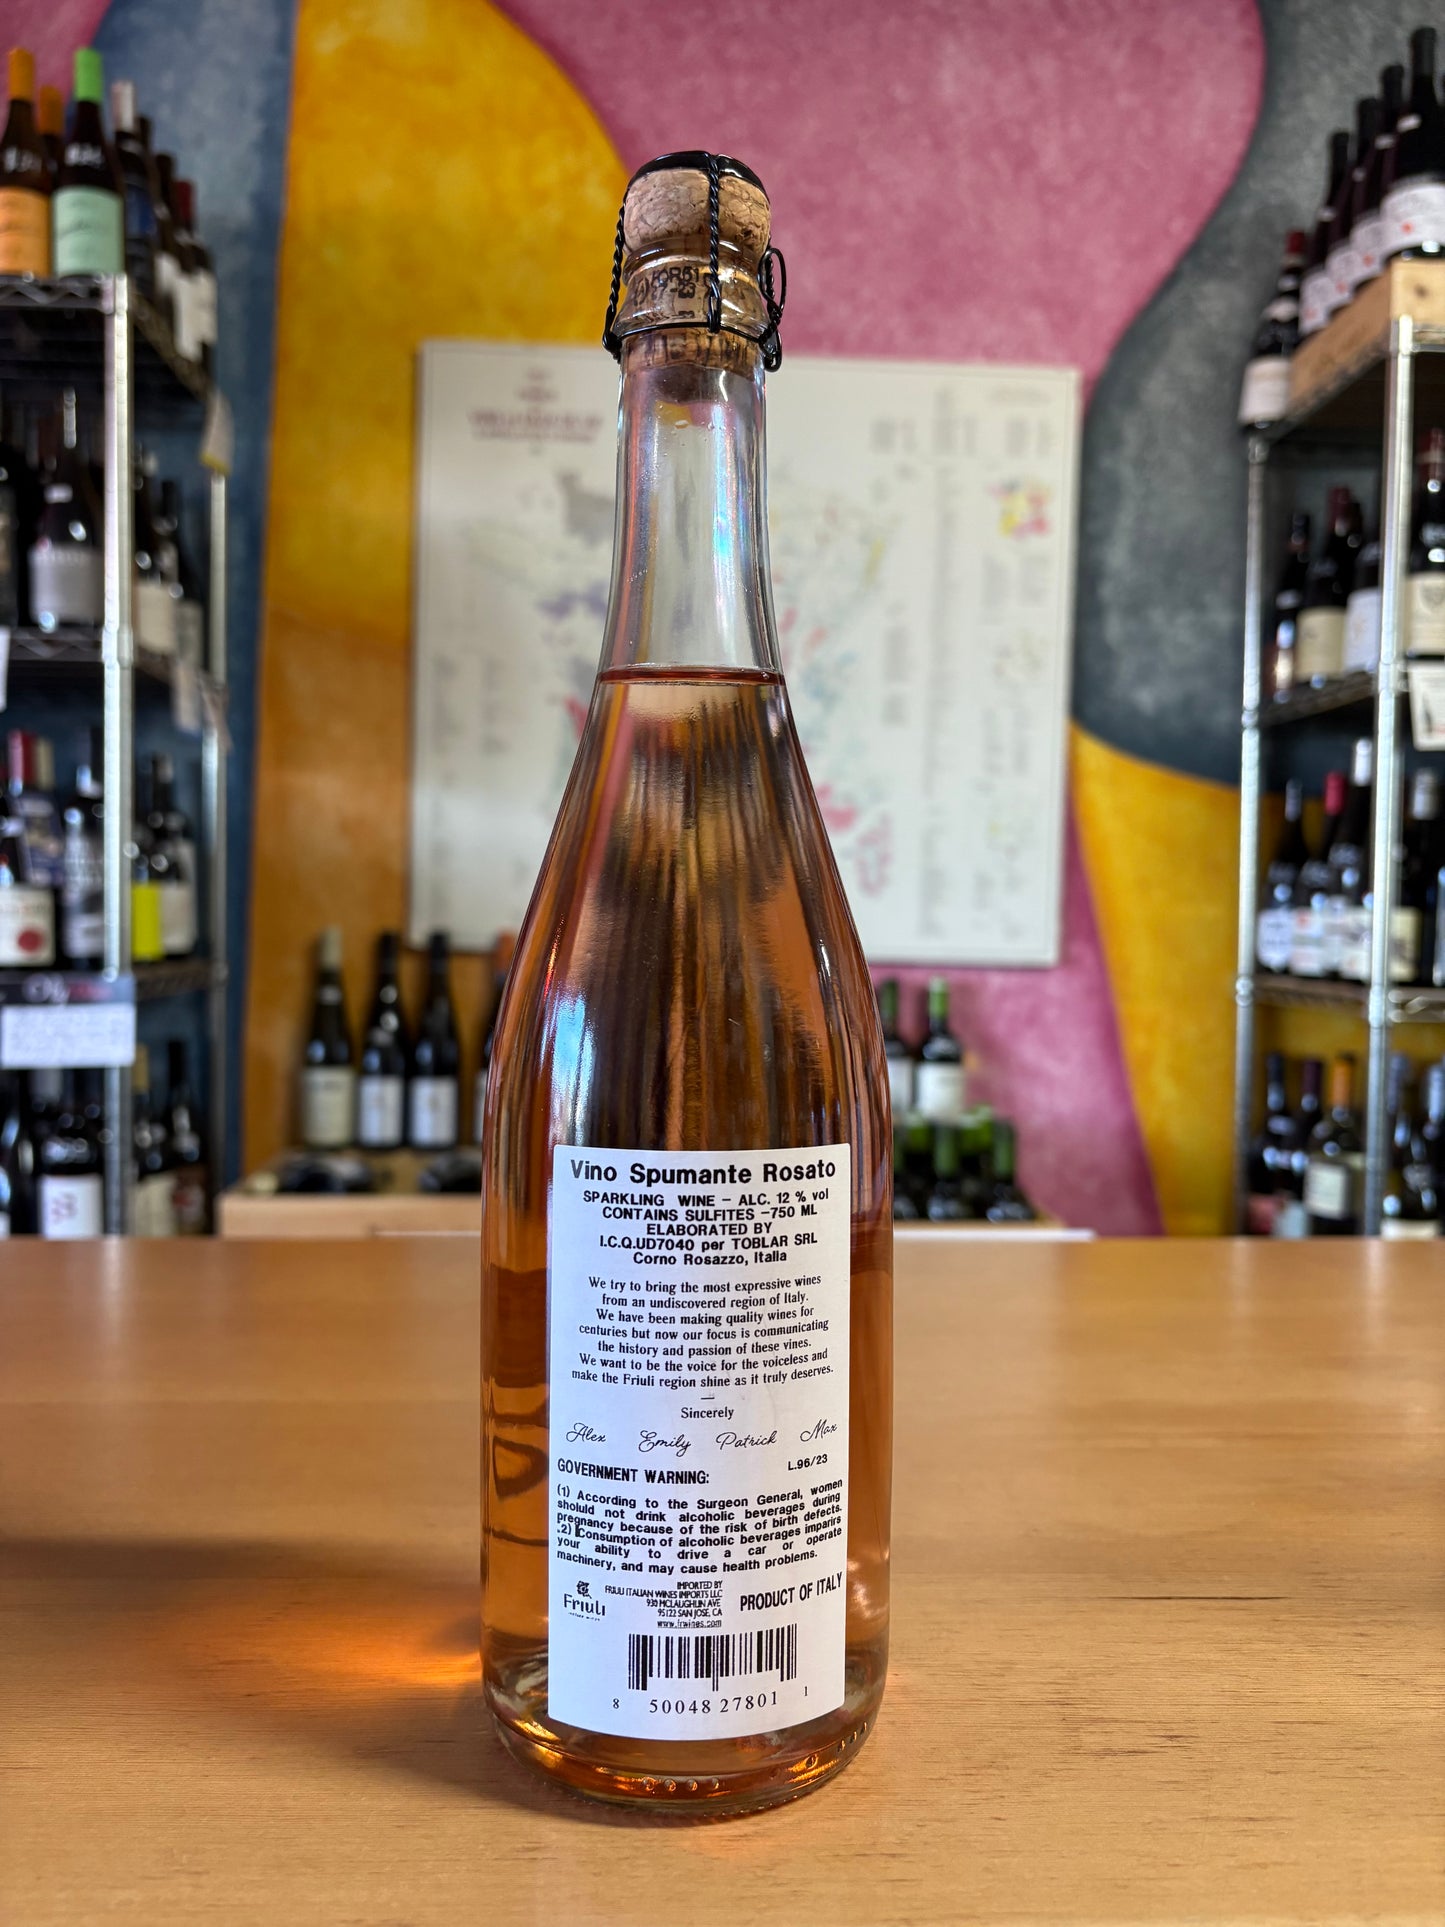 Vino Spumante Rosato
SPARKLING WINE – ALC. 12 % vol
CONTAINS SULFITES –750 ML
ELABORATED BY
I.C.Q.UD7040 per TOBLAR SRL
Corno Rosazzo, Italia
We try to bring the most expressive wines
from an undiscovered region of Italy.
We have been making quality wines for
centuries but now our focus is communicating
the history and passion of these vines.
We want to be the voice for the voiceless and
make the Friuli region shine as it truly deserves.
Sincerely
Alex Emily Patrick Max
L.96/23
GOVERNMENT WARNING:
(1) According to the Surgeon General, women
sholuld not drink alcoholic beverages during
pregnancy because of the risk of birth defects.
.2) Consumption of alcoholic beverages imparirs
your ability to drive a car or operate
machinery, and may cause health problems.
Friuli
IMPORTED BY
FRIULI ITALIAN WINES IMPORTS LLC
930 MCLAUGHLIN AVE
95122 SAN JOSE, CA
www.frwines.com
PRODUCT OF ITALY
8 50048 27801 1